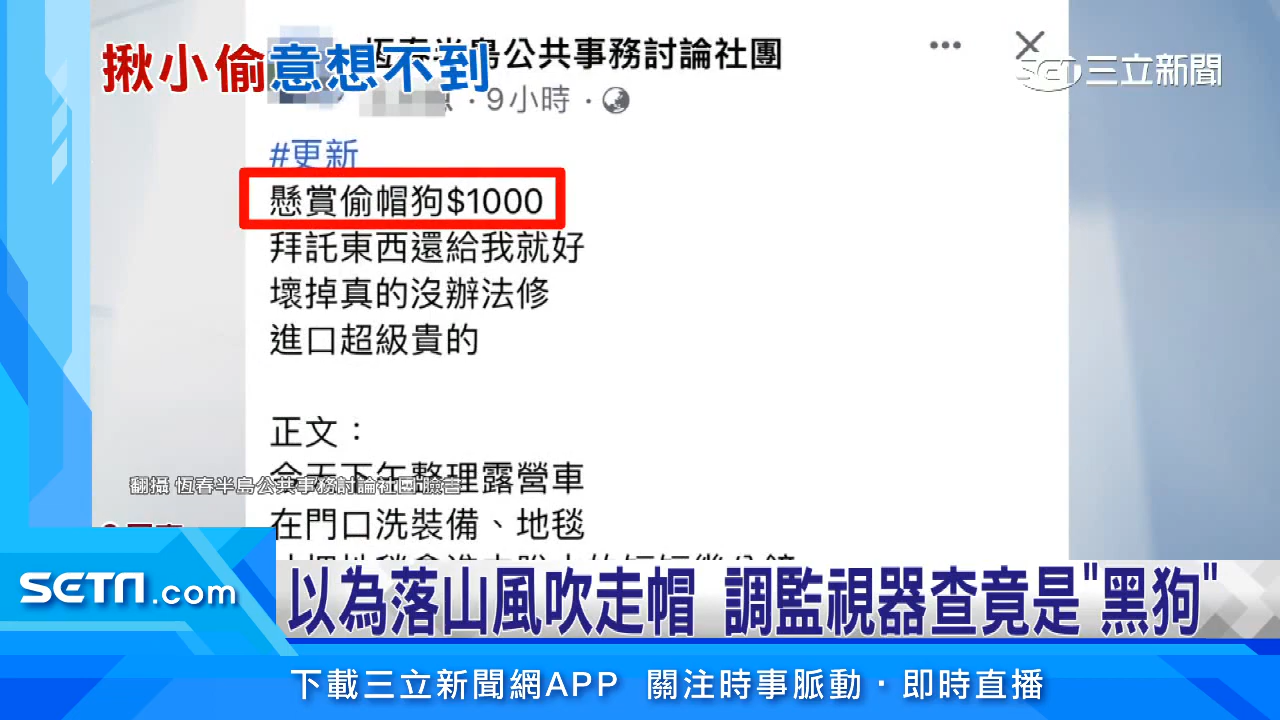 揪小偷意想不到
恆春半島公共事務討論社團
SET 三立新聞
· 9小時 ·
#更新
懸賞偷帽狗$1000
拜託東西還給我就好
壞掉真的沒辦法修
進口超級貴的
正文：
今天下午整理露營車
翻攝 恆春半島公共事務討論社團 臉書
在門口洗裝備、地毯
SETN.com
以為落山風吹走帽 調監視器查竟是"黑狗"
下載三立新聞網APP 關注時事脈動・即時直播